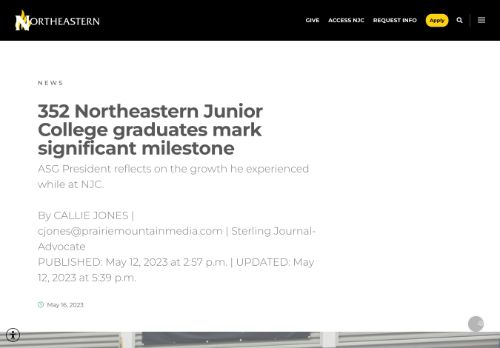 NORTHEASTERN
GIVE ACCESS NJC REQUEST INFO Apply
NEWS
352 Northeastern Junior
College graduates mark
significant milestone
ASG President reflects on the growth he experienced
while at NJC.
By CALLIE JONES |
cjones@prairiemountainmedia.com | Sterling Journal-
Advocate
PUBLISHED: May 12, 2023 at 2:57 p.m. | UPDATED: May
12, 2023 at 5:39 p.m.
May 16, 2023